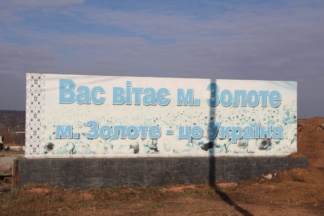 Вас вітає м. Золоте
м. Золоте - це Україна